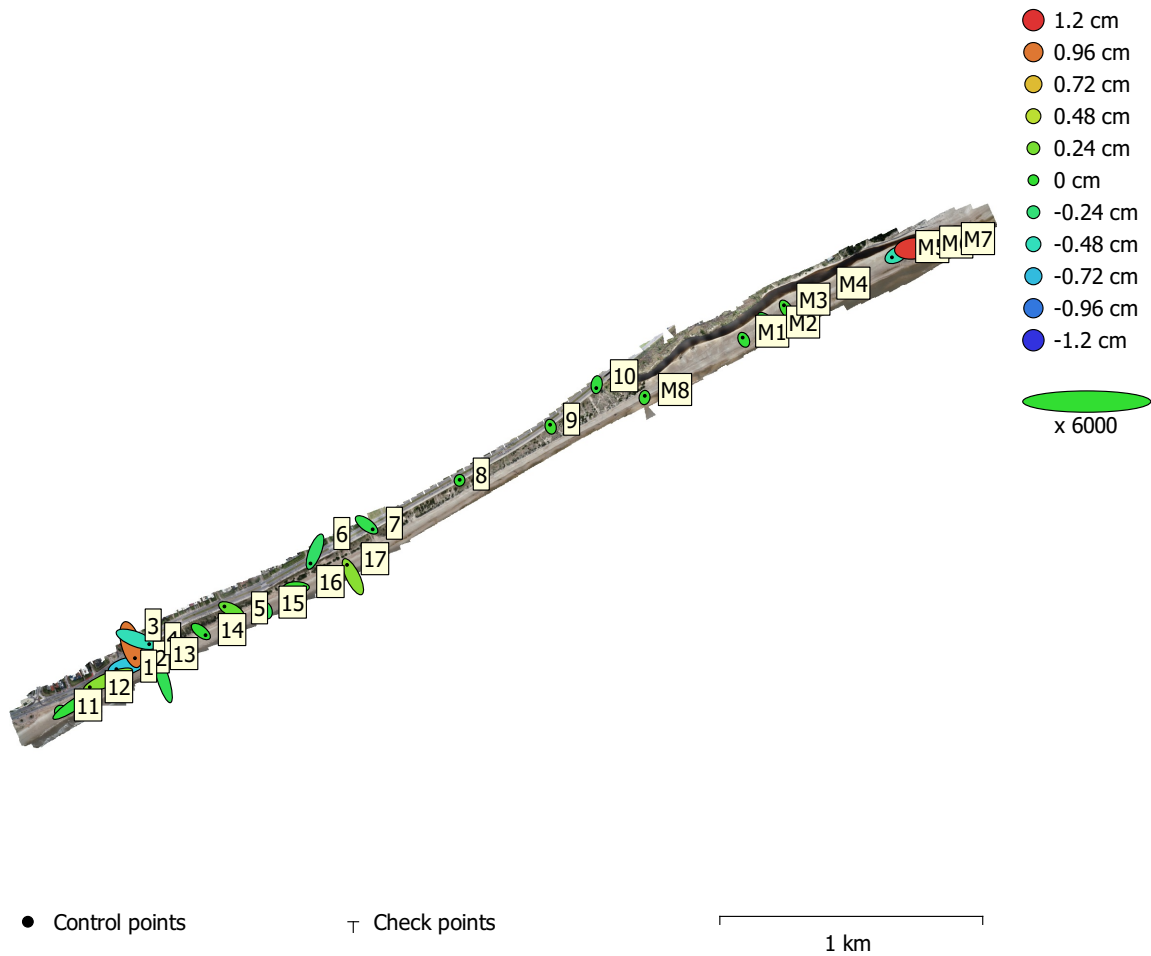 1.2 cm
0.96 cm
0.72 cm
0.48 cm
0.24 cm
0 cm
-0.24 cm
-0.48 cm
-0.72 cm
-0.96 cm
-1.2 cm
x 6000
M7
M5
M4
M3
M2
M1
10
M8
9
8
7
6
17
16
15
5
14
3
4
13
2
1
12
11
Control points
Check points
1 km